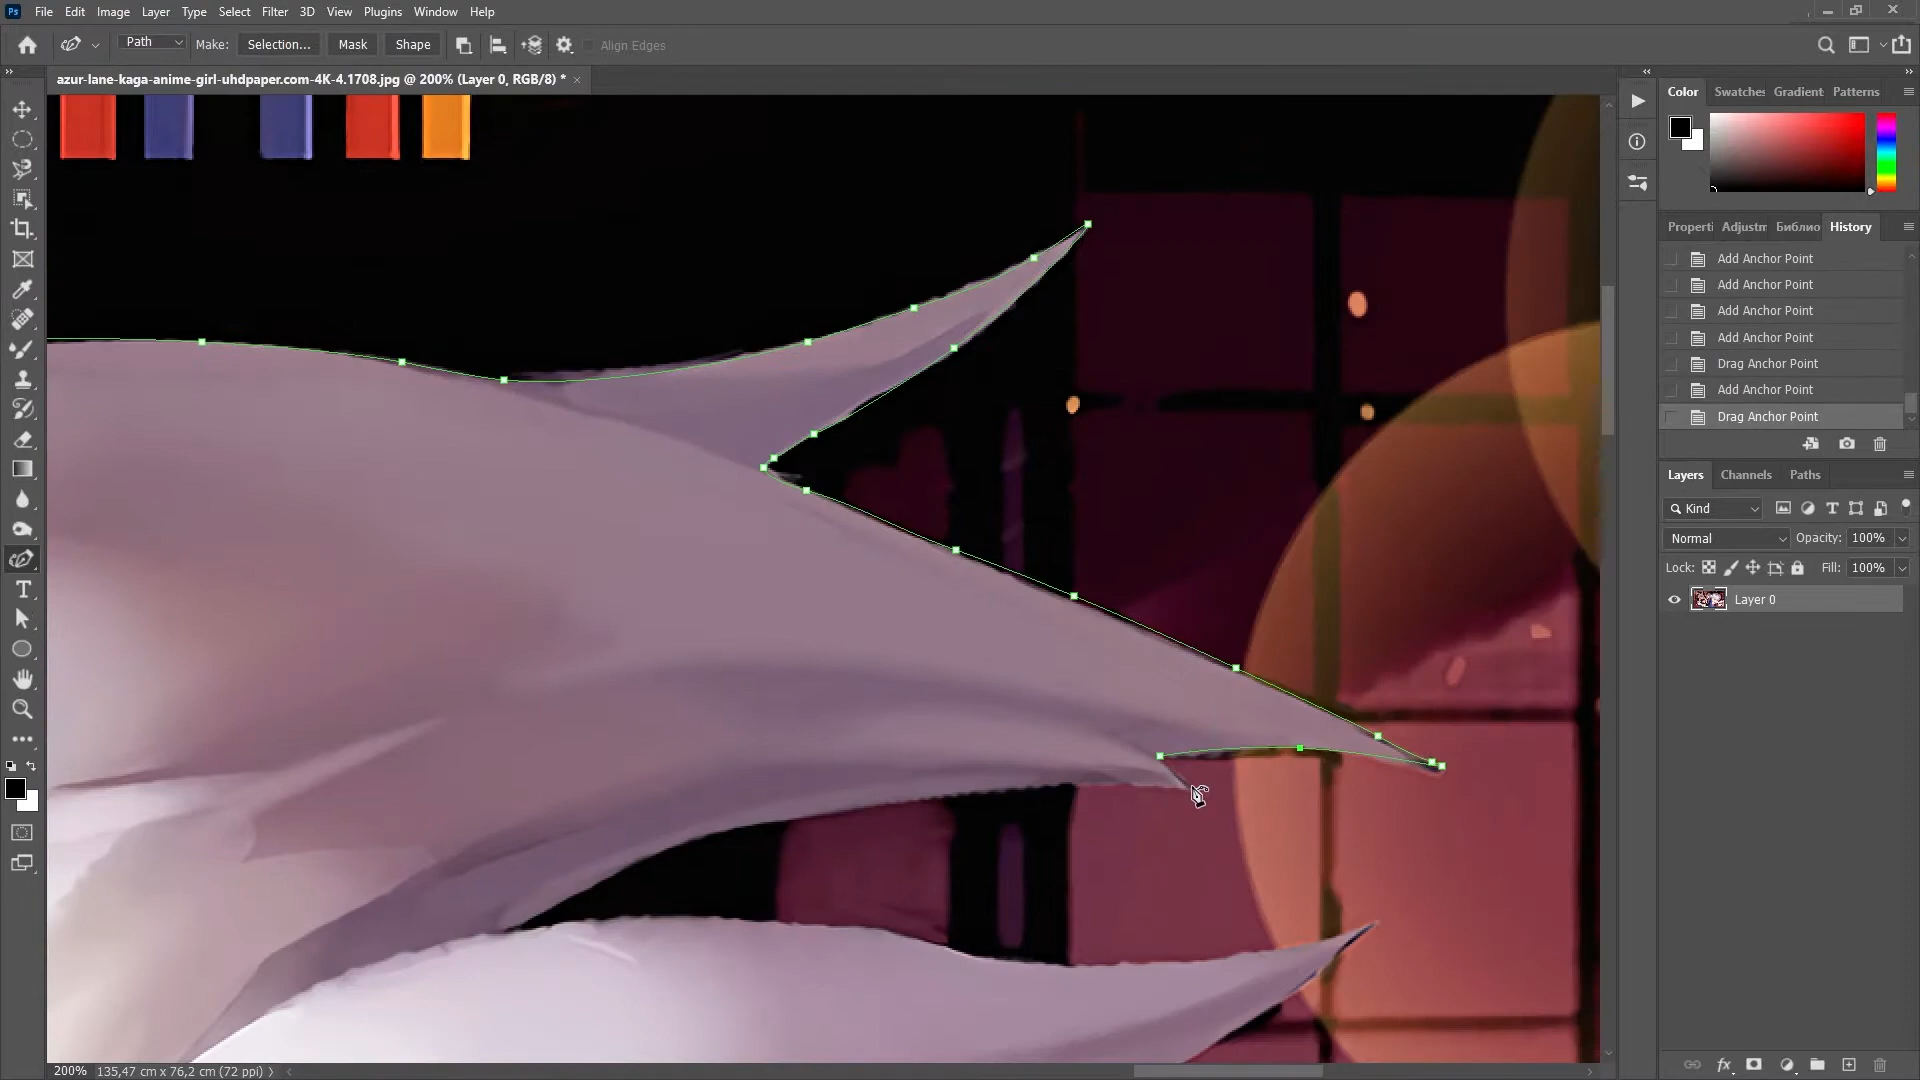 Ps File Edit Image Layer Type Select Filter 3D View Plugins Window Help
Path Make: Selection... Mask Shape Align Edges
azur-lane-kaga-anime-girl-uhdpaper.com-4K-4.1708.jpg @ 200% (Layer 0, RGB/8) *
Color Swatches Gradient Patterns
Properti Adjustm Библио History
Add Anchor Point
Add Anchor Point
Add Anchor Point
Add Anchor Point
Drag Anchor Point
Add Anchor Point
Drag Anchor Point
Layers Channels Paths
Kind
Normal Opacity: 100%
Lock: Fill: 100%
Layer 0
200% 135,47 cm x 76,2 cm (72 ppi)